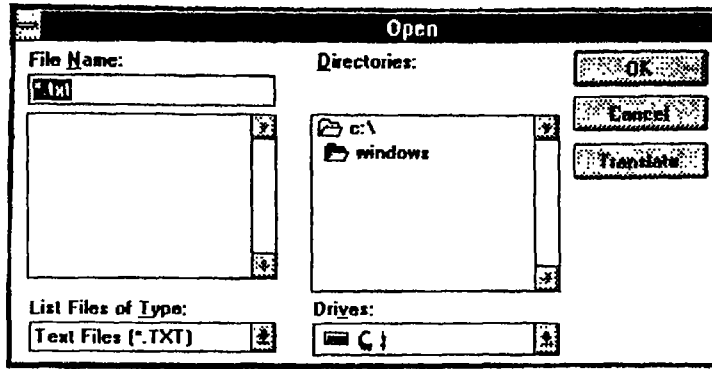 Open
File Name:
*.txt
Directories:
OK
Cancel
Translate
c:\
windows
List Files of Type:
Text Files (*.TXT)
Drives: